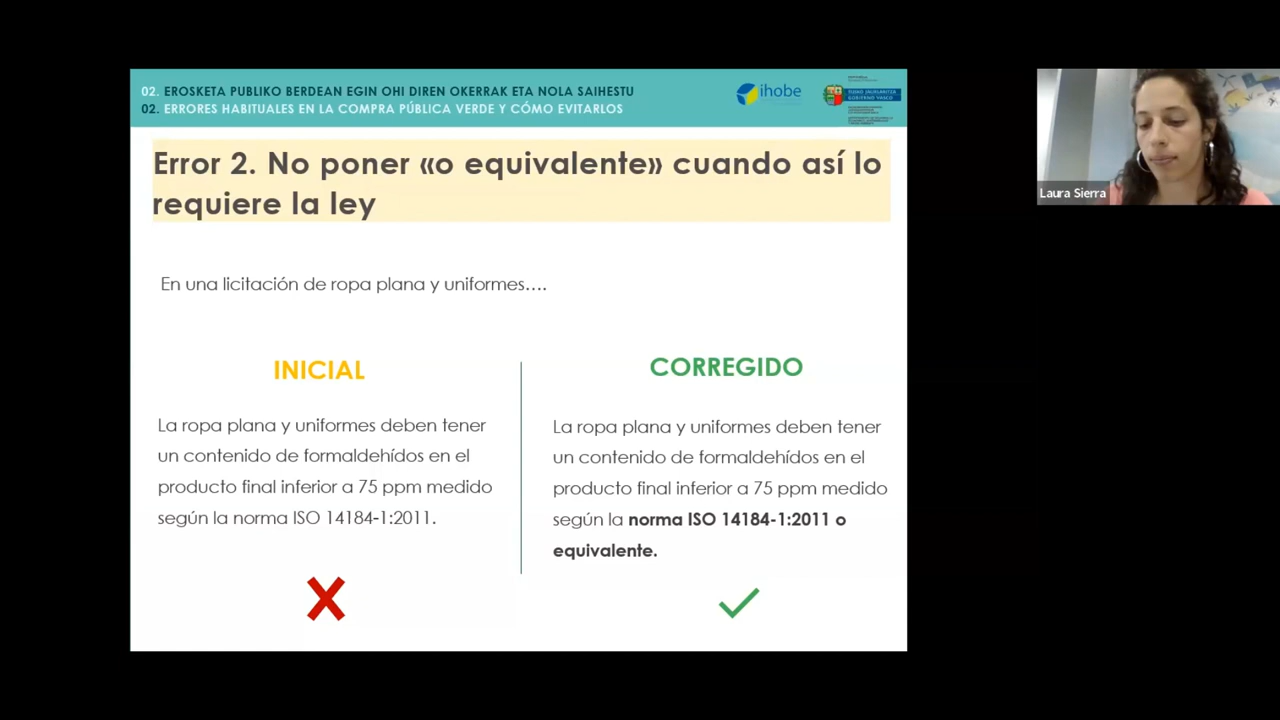 02. EROSKETA PUBLIKO BERDEAN EGIN OHI DIREN OKERRAK ETA NOLA SAIHESTU
02. ERRORES HABITUALES EN LA COMPRA PÚBLICA VERDE Y CÓMO EVITARLOS
ihobe
EUSKO JAURLARITZA
GOBIERNO VASCO
Error 2. No poner «o equivalente» cuando así lo
requiere la ley
Laura Sierra
En una licitación de ropa plana y uniformes….
INICIAL
La ropa plana y uniformes deben tener
un contenido de formaldehídos en el
producto final inferior a 75 ppm medido
según la norma ISO 14184-1:2011.
CORREGIDO
La ropa plana y uniformes deben tener
un contenido de formaldehídos en el
producto final inferior a 75 ppm medido
según la norma ISO 14184-1:2011 o
equivalente.